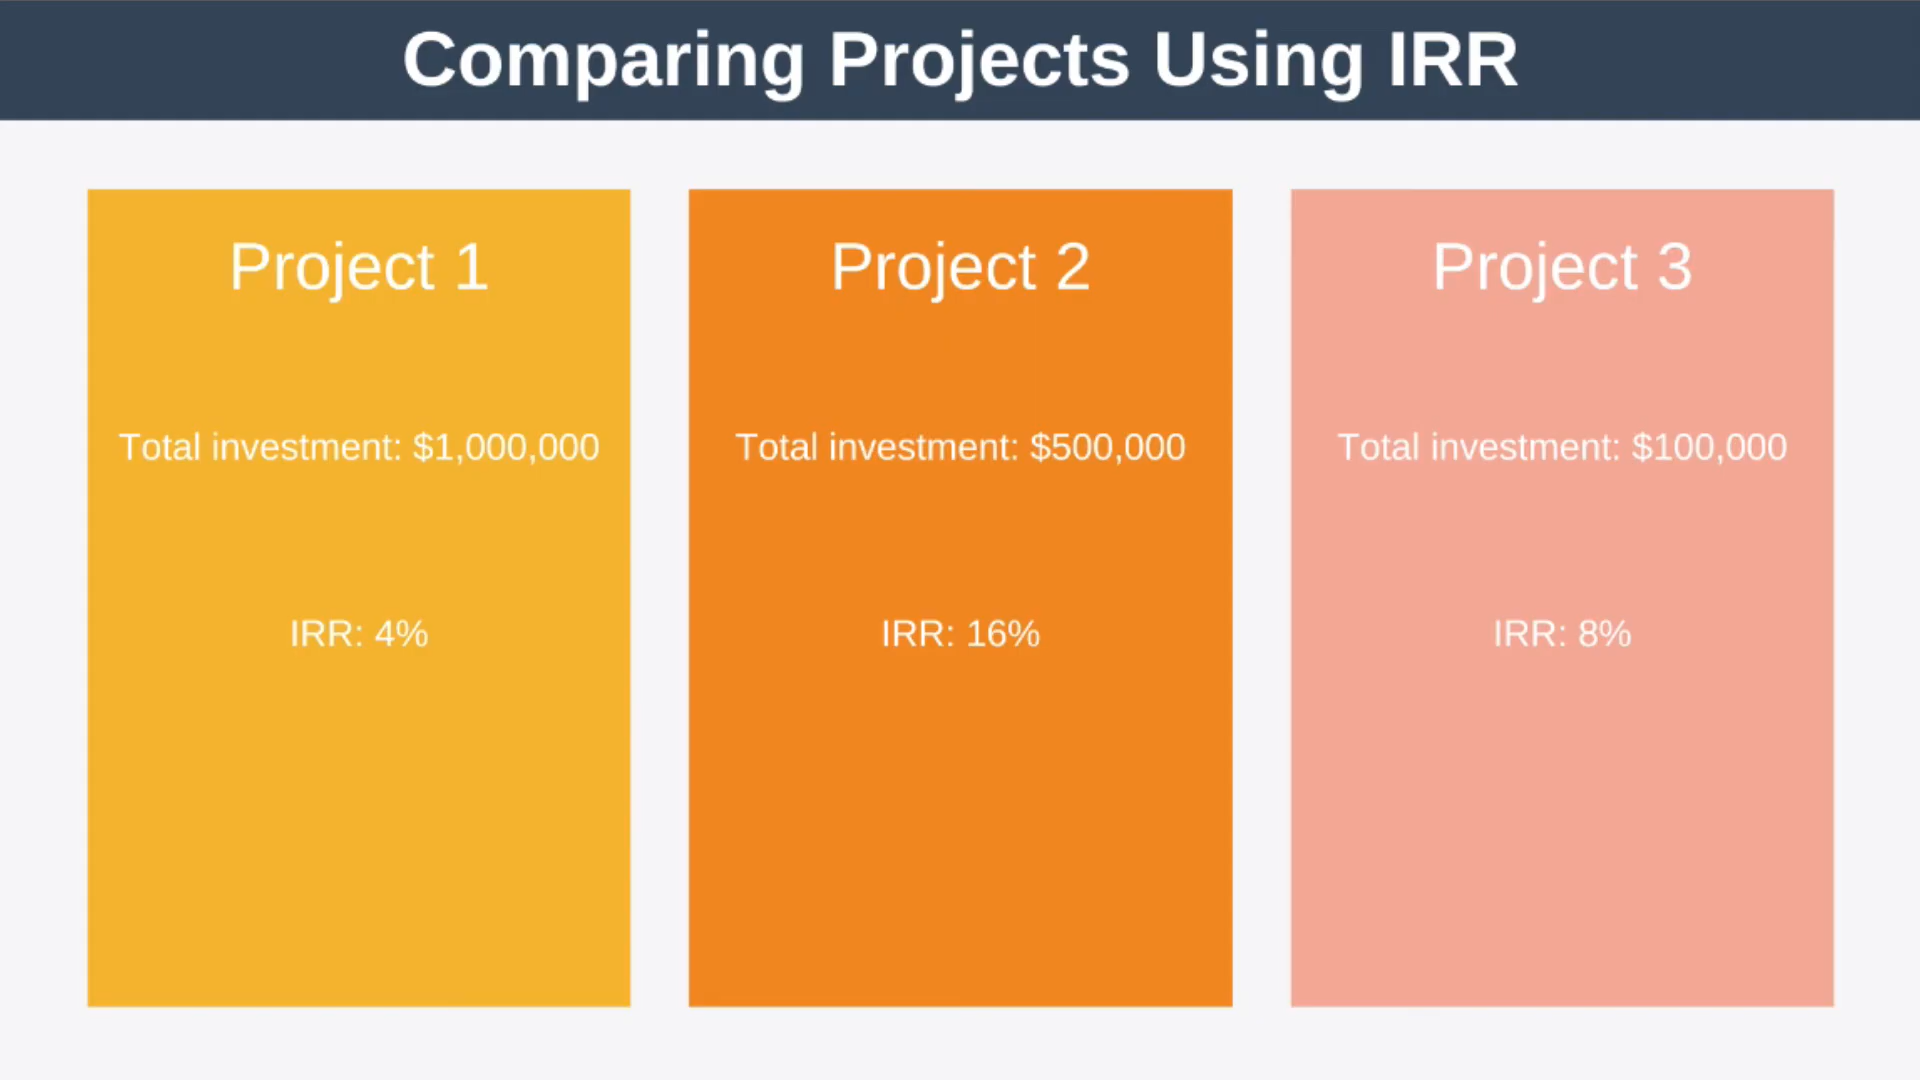 Comparing Projects Using IRR
Project 1
Total investment: $1,000,000
IRR: 4%
Project 2
Total investment: $500,000
IRR: 16%
Project 3
Total investment: $100,000
IRR: 8%